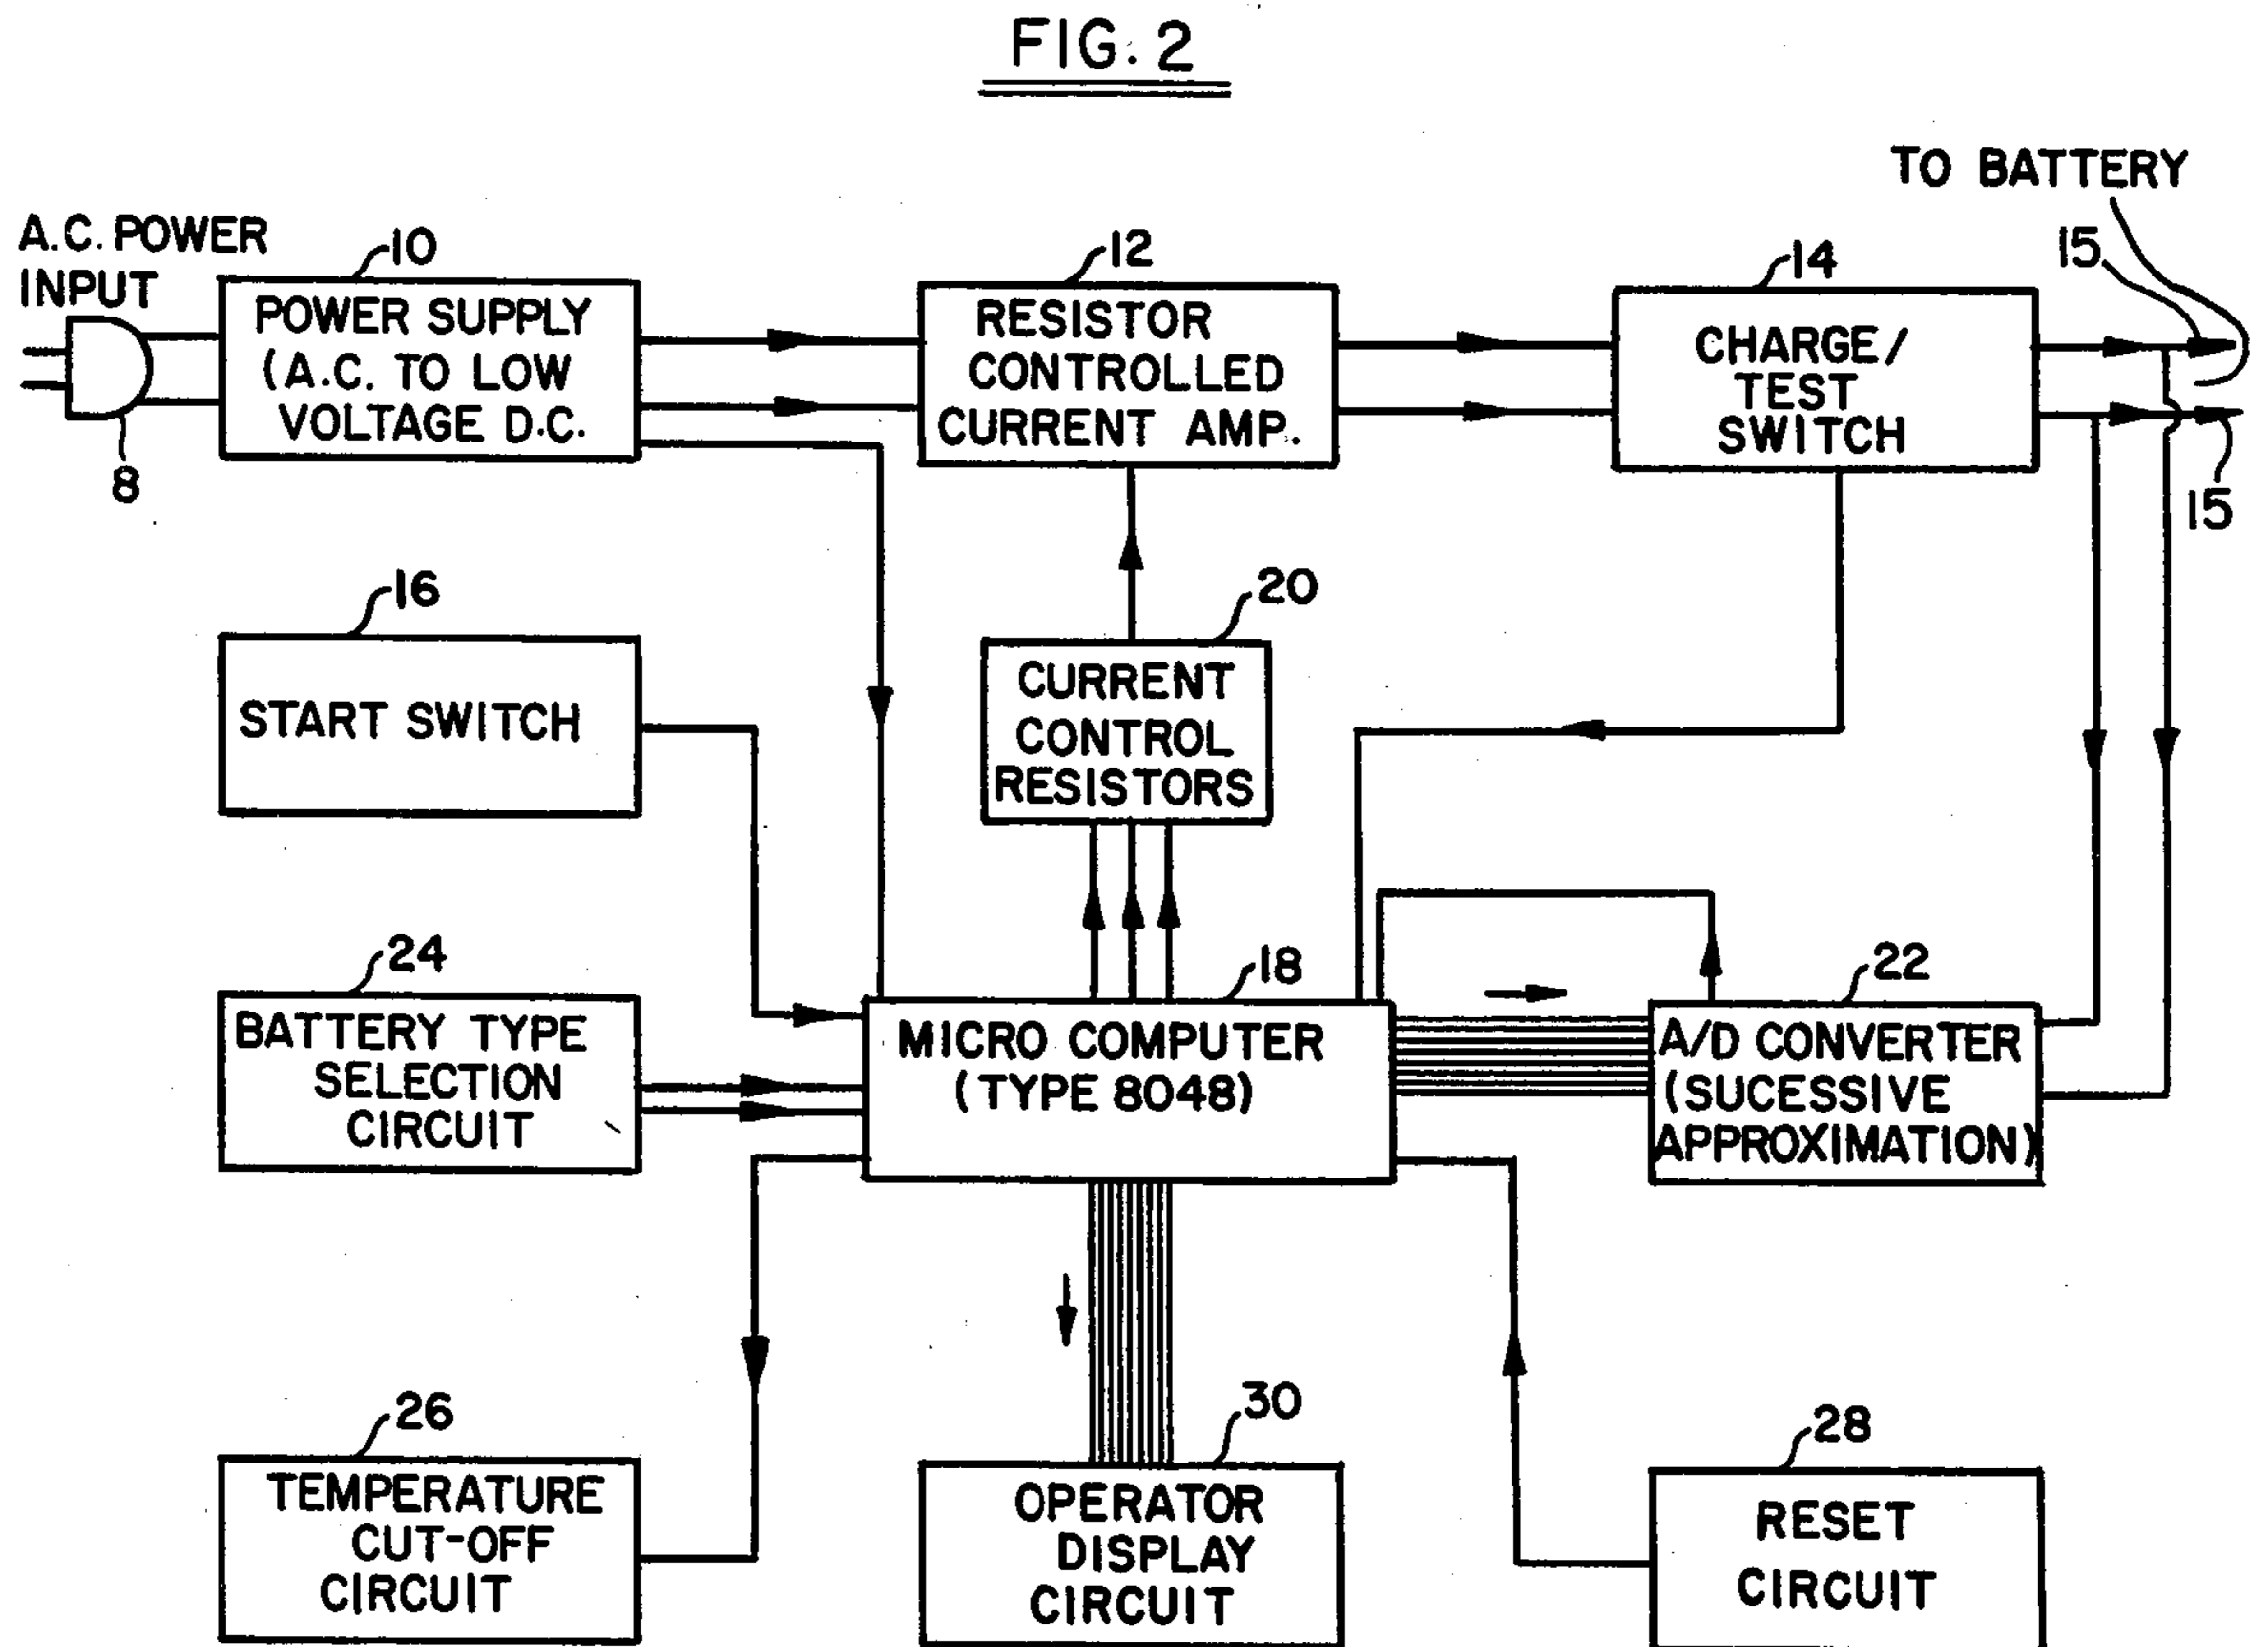 FIG. 2
TO BATTERY
A.C. POWER
INPUT
10
12
14
15
POWER SUPPLY
(A.C. TO LOW
VOLTAGE D.C.
RESISTOR
CONTROLLED
CURRENT AMP.
CHARGE/
TEST
SWITCH
8
15
16
20
START SWITCH
CURRENT
CONTROL
RESISTORS
24
18
22
BATTERY TYPE
SELECTION
CIRCUIT
MICRO COMPUTER
(TYPE 8048)
A/D CONVERTER
(SUCESSIVE
APPROXIMATION)
26
30
28
TEMPERATURE
CUT-OFF
CIRCUIT
OPERATOR
DISPLAY
CIRCUIT
RESET
CIRCUIT